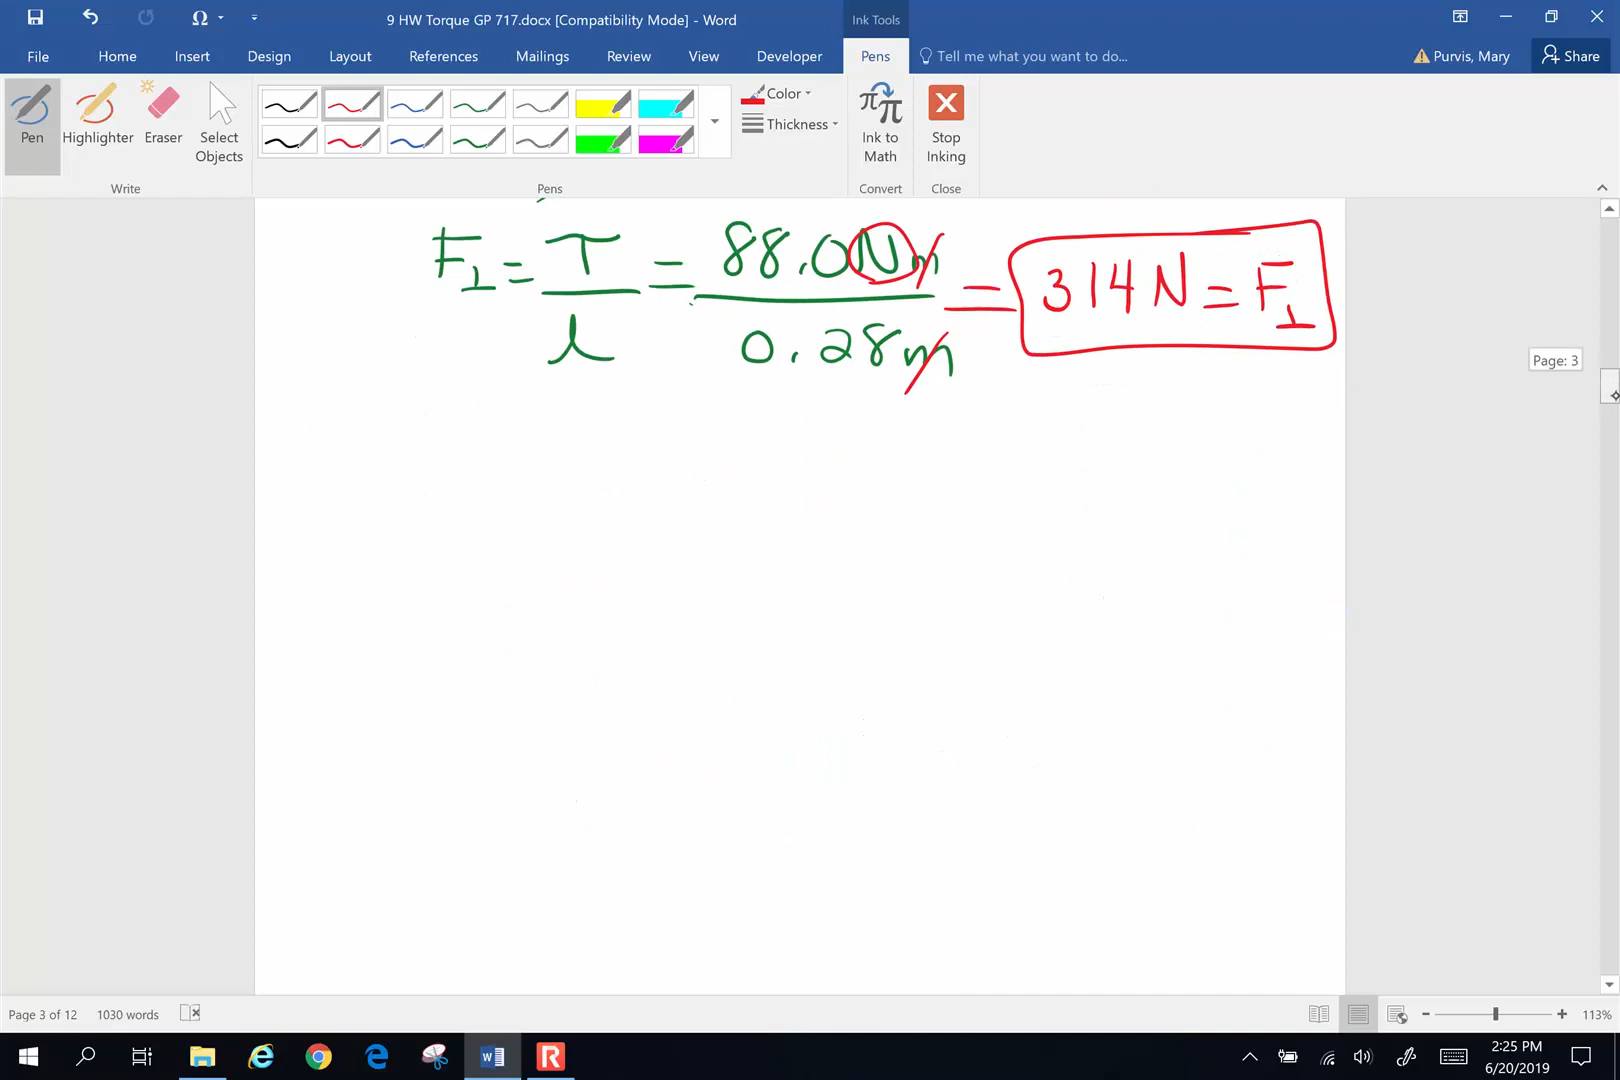 9 HW Torque GP 717.docx [Compatibility Mode] - Word
Ink Tools
File Home Insert Design Layout References Mailings Review View Developer Pens Tell me what you want to do... Purvis, Mary Share
Pen Highlighter Eraser Select Objects
Color
Thickness
Ink to Math
Stop Inking
Write Pens Convert Close
F⊥ = τ/l = 88.0Nm/0.28m = 314N = F⊥
Page: 3
Page 3 of 12 1030 words 113%
2:25 PM
6/20/2019